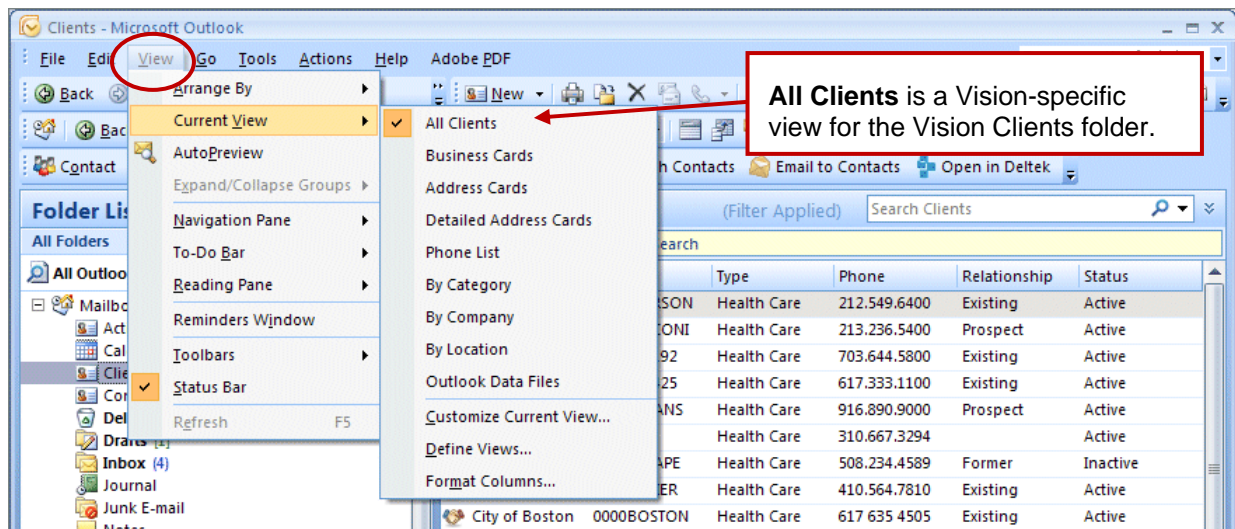 Clients - Microsoft Outlook
File Edit View Go Tools Actions Help Adobe PDF
Back New
Arrange By
Current View
AutoPreview
Expand/Collapse Groups
Navigation Pane
To-Do Bar
Reading Pane
Reminders Window
Toolbars
Status Bar
Refresh F5
All Clients
Business Cards
Address Cards
Detailed Address Cards
Phone List
By Category
By Company
By Location
Outlook Data Files
Customize Current View...
Define Views...
Format Columns...
All Clients is a Vision-specific
view for the Vision Clients folder.
Contact Contacts Email to Contacts Open in Deltek
Folder (Filter Applied) Search Clients
All Folders
All
Drafts [1]
Inbox (4)
Journal
Junk E-mail
Notes
Type Phone Relationship Status
Health Care 212.549.6400 Existing Active
Health Care 213.236.5400 Prospect Active
Health Care 703.644.5800 Existing Active
Health Care 617.333.1100 Existing Active
Health Care 916.890.9000 Prospect Active
Health Care 310.667.3294 Active
Health Care 508.234.4589 Former Inactive
Health Care 410.564.7810 Existing Active
City of Boston 0000BOSTON Health Care 617 635 4505 Existing Active